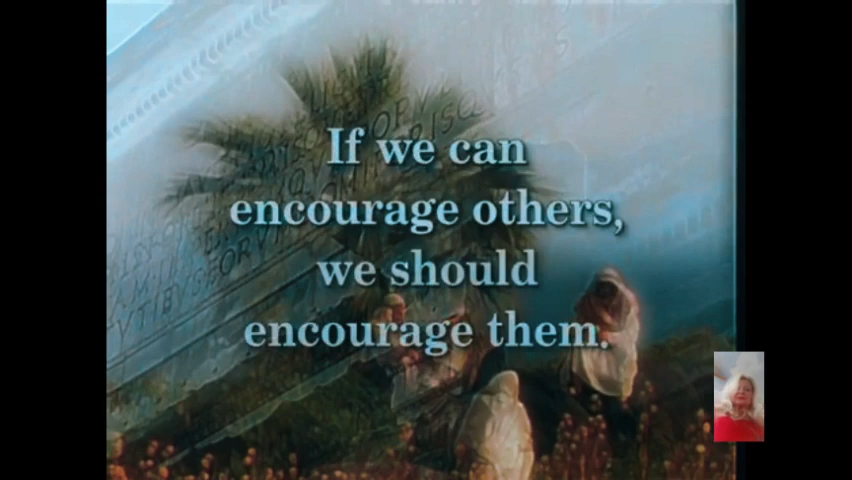 If we can
encourage others,
we should
encourage them.